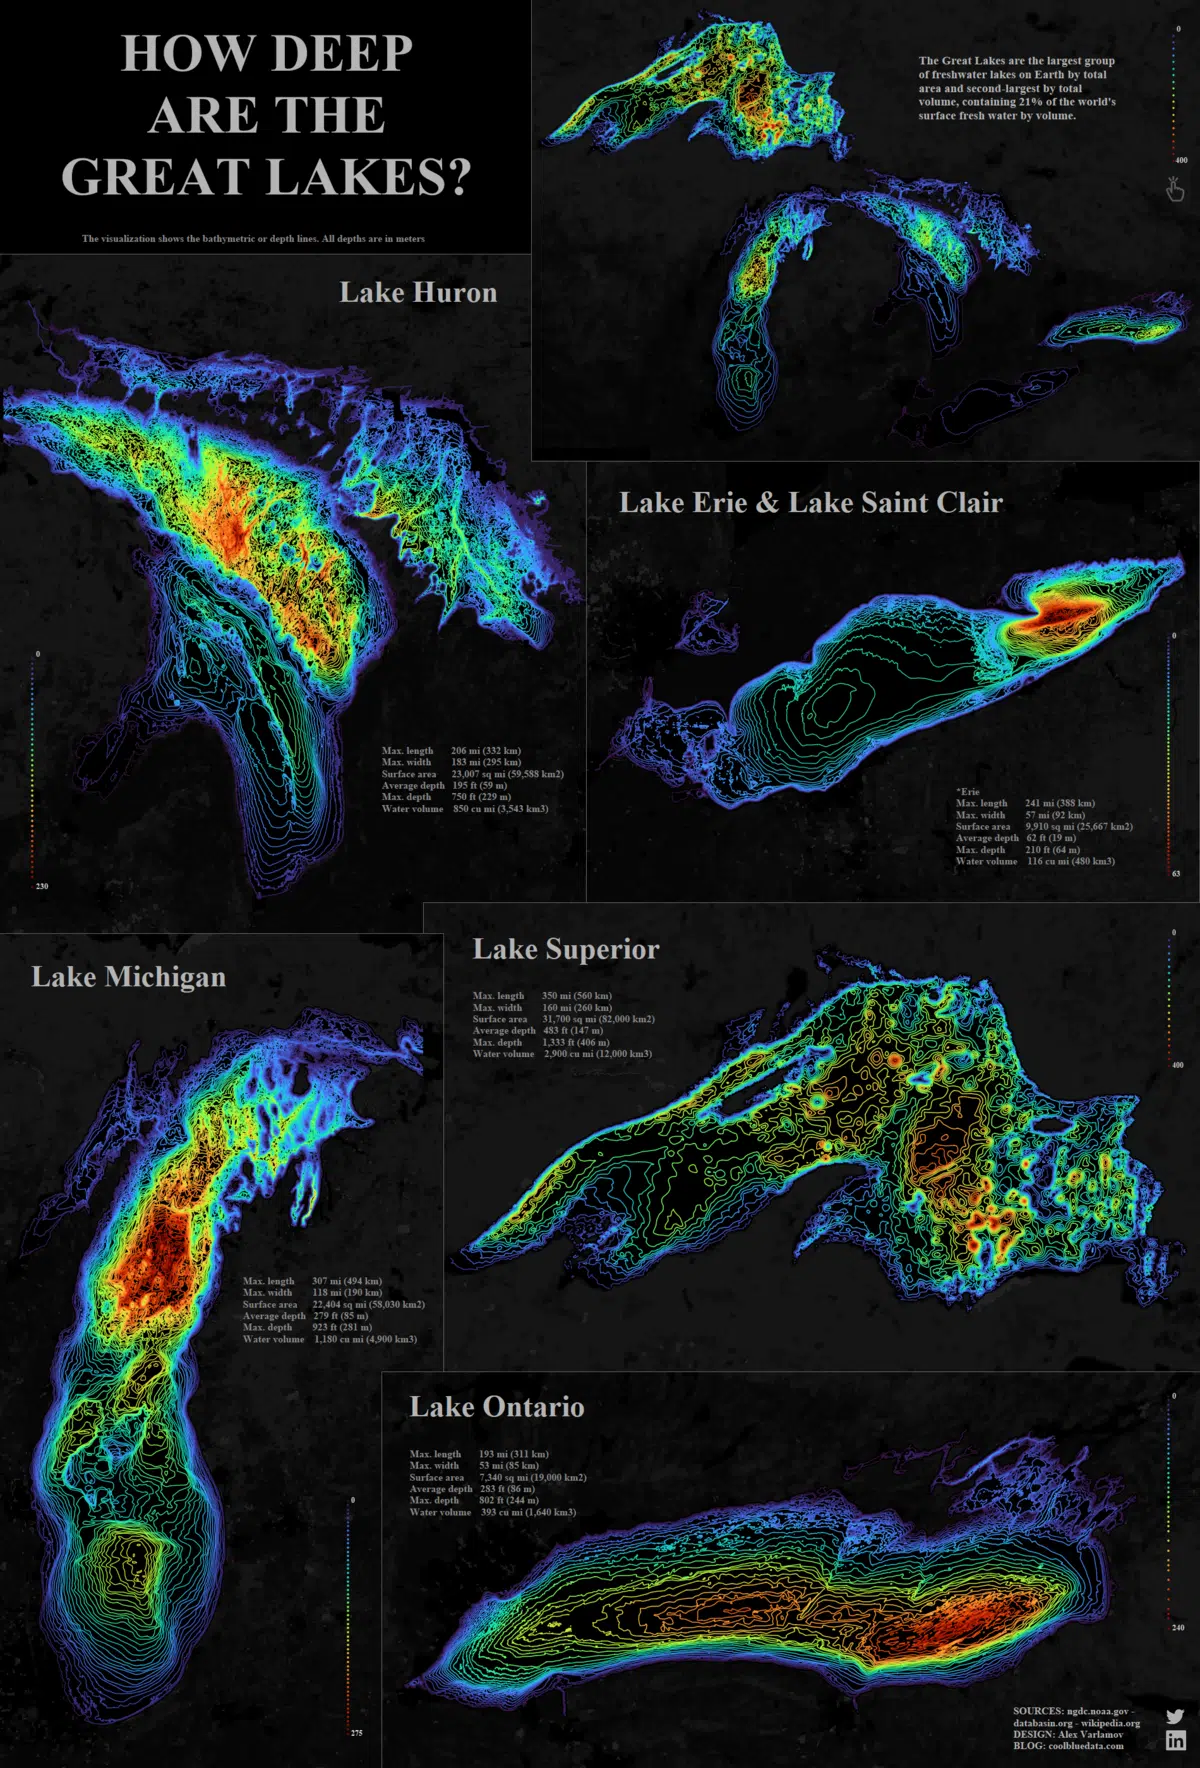 HOW DEEP
ARE THE
GREAT LAKES?
The visualization shows the bathymetric or depth lines. All depths are in meters
The Great Lakes are the largest group
of freshwater lakes on Earth by total
area and second-largest by total
volume, containing 21% of the world's
surface fresh water by volume.
0
400
Lake Huron
0
230
Max. length 206 mi (332 km)
Max. width 183 mi (295 km)
Surface area 23,007 sq mi (59,588 km2)
Average depth 195 ft (59 m)
Max. depth 750 ft (229 m)
Water volume 850 cu mi (3,543 km3)
Lake Erie & Lake Saint Clair
0
63
*Erie
Max. length 241 mi (388 km)
Max. width 57 mi (92 km)
Surface area 9,910 sq mi (25,667 km2)
Average depth 62 ft (19 m)
Max. depth 210 ft (64 m)
Water volume 116 cu mi (480 km3)
Lake Superior
Max. length 350 mi (560 km)
Max. width 160 mi (260 km)
Surface area 31,700 sq mi (82,000 km2)
Average depth 483 ft (147 m)
Max. depth 1,333 ft (406 m)
Water volume 2,900 cu mi (12,000 km3)
0
400
Lake Michigan
Max. length 307 mi (494 km)
Max. width 118 mi (190 km)
Surface area 22,404 sq mi (58,030 km2)
Average depth 279 ft (85 m)
Max. depth 923 ft (281 m)
Water volume 1,180 cu mi (4,900 km3)
0
275
Lake Ontario
Max. length 193 mi (311 km)
Max. width 53 mi (85 km)
Surface area 7,340 sq mi (19,000 km2)
Average depth 283 ft (86 m)
Max. depth 802 ft (244 m)
Water volume 393 cu mi (1,640 km3)
0
240
SOURCES: ngdc.noaa.gov -
databasin.org - wikipedia.org
DESIGN: Alex Varlamov
BLOG: coolbluedata.com
in